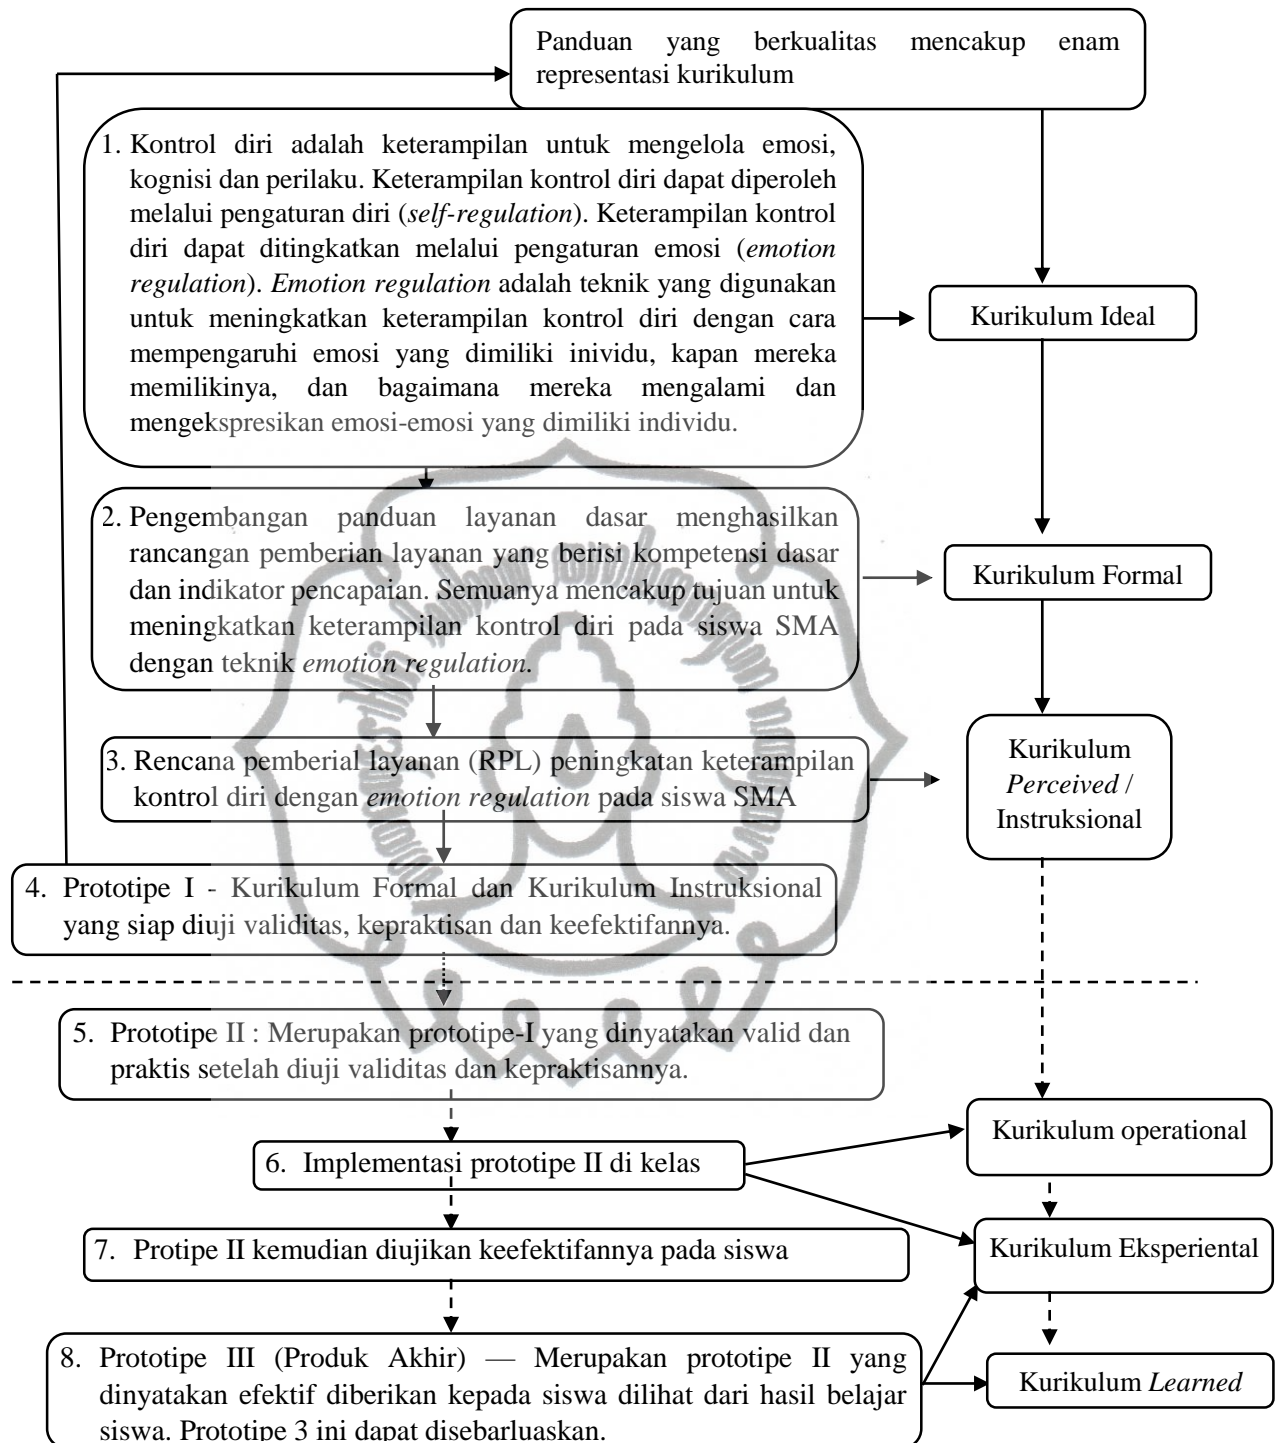 Panduan yang berkualitas mencakup enam
representasi kurikulum
1. Kontrol diri adalah keterampilan untuk mengelola emosi,
kognisi dan perilaku. Keterampilan kontrol diri dapat diperoleh
melalui pengaturan diri (self-regulation). Keterampilan kontrol
diri dapat ditingkatkan melalui pengaturan emosi (emotion
regulation). Emotion regulation adalah teknik yang digunakan
untuk meningkatkan keterampilan kontrol diri dengan cara
mempengaruhi emosi yang dimiliki inividu, kapan mereka
memilikinya, dan bagaimana mereka mengalami dan
mengekspresikan emosi-emosi yang dimiliki individu.
Kurikulum Ideal
2. Pengembangan panduan layanan dasar menghasilkan
rancangan pemberian layanan yang berisi kompetensi dasar
dan indikator pencapaian. Semuanya mencakup tujuan untuk
meningkatkan keterampilan kontrol diri pada siswa SMA
dengan teknik emotion regulation.
Kurikulum Formal
3. Rencana pemberial layanan (RPL) peningkatan keterampilan
kontrol diri dengan emotion regulation pada siswa SMA
Kurikulum
Perceived /
Instruksional
4. Prototipe I - Kurikulum Formal dan Kurikulum Instruksional
yang siap diuji validitas, kepraktisan dan keefektifannya.
5. Prototipe II : Merupakan prototipe-I yang dinyatakan valid dan
praktis setelah diuji validitas dan kepraktisannya.
Kurikulum operational
6. Implementasi prototipe II di kelas
7. Protipe II kemudian diujikan keefektifannya pada siswa
Kurikulum Eksperiental
8. Prototipe III (Produk Akhir) — Merupakan prototipe II yang
dinyatakan efektif diberikan kepada siswa dilihat dari hasil belajar
siswa. Prototipe 3 ini dapat disebarluaskan.
Kurikulum Learned